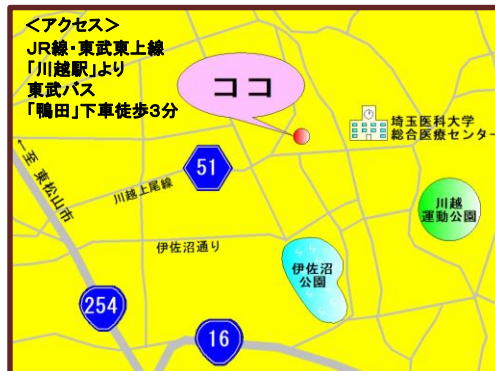 ＜アクセス＞
JR線・東武東上線
「川越駅」より
東武バス
「鴨田」下車徒歩3分
ココ
埼玉医科大学
総合医療センター
←至 東松山市
51
川越上尾線
川越
運動公園
伊佐沼通り
伊佐沼
公園
254
16